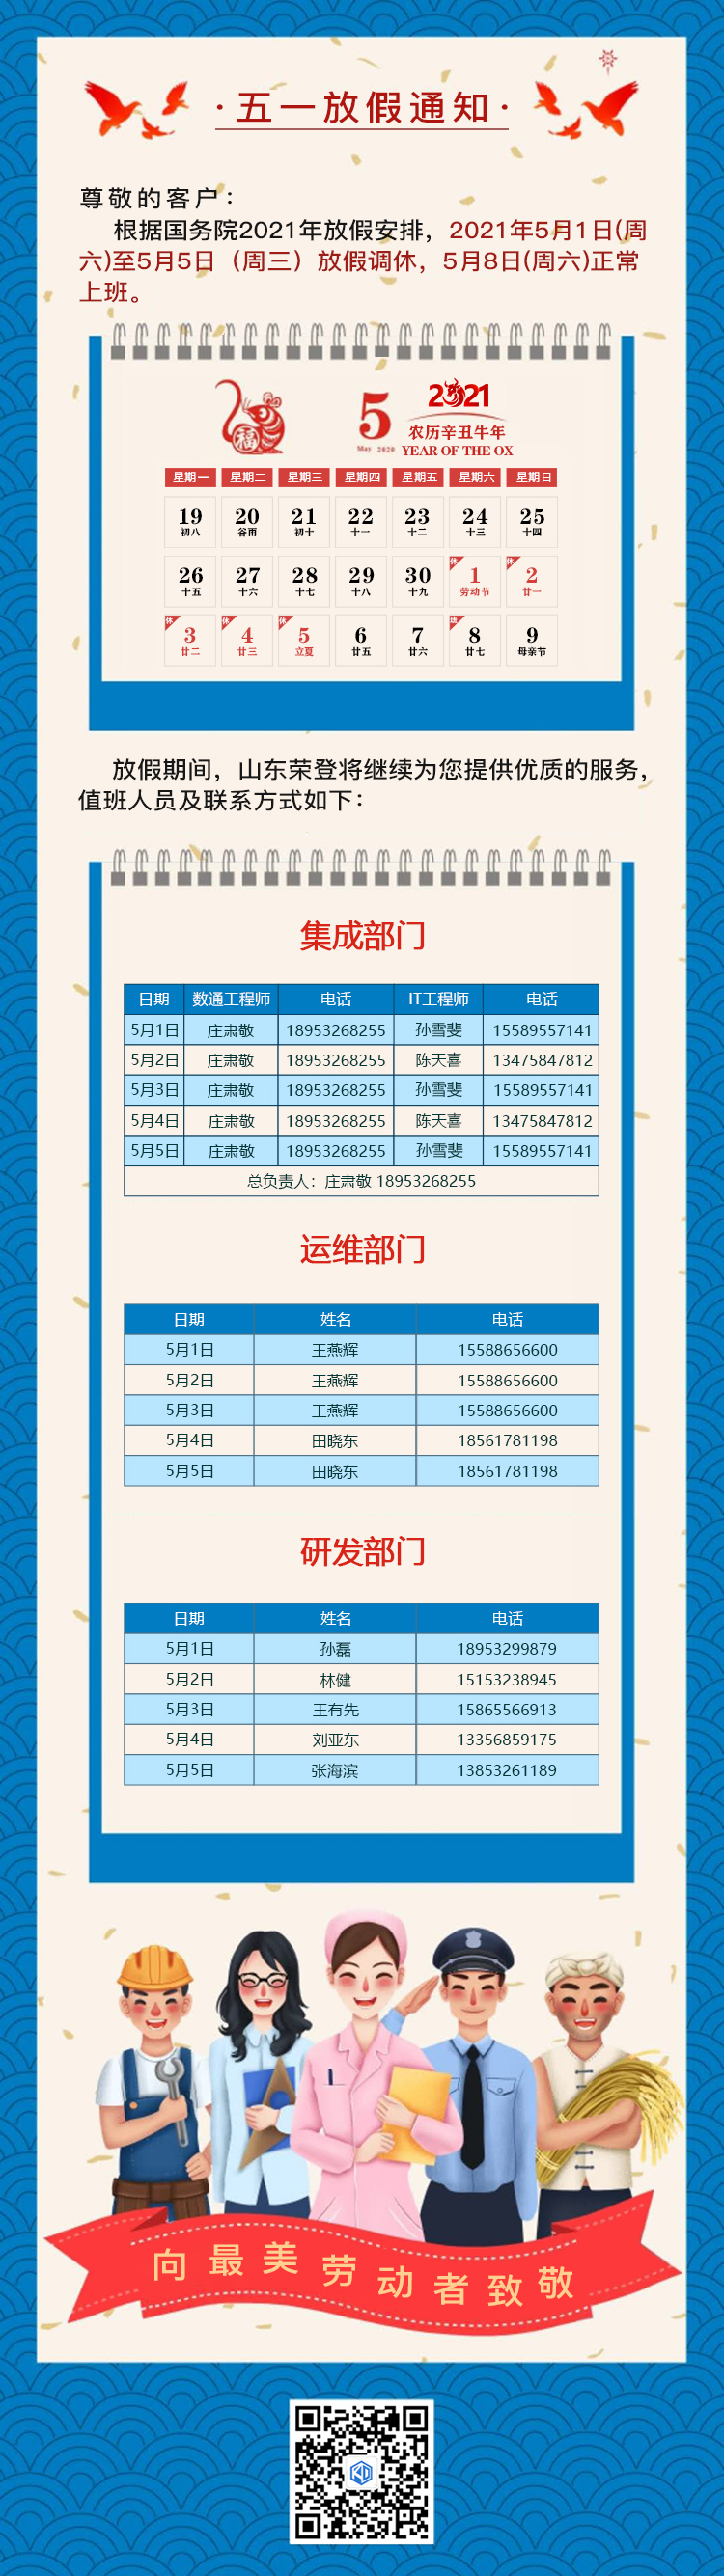 ·五一放假通知·
尊敬的客户：
根据国务院2021年放假安排，2021年5月1日(周
六)至5月5日（周三）放假调休，5月8日(周六)正常
上班。
福
5
May 2020
2021
农历辛丑牛年
YEAR OF THE OX
星期一 星期二 星期三 星期四 星期五 星期六 星期日
19 20 21 22 23 24 25
初八 谷雨 初十 十一 十二 十三 十四
休 休
26 27 28 29 30 1 2
十五 十六 十七 十八 十九 劳动节 廿一
休 休 休 班
3 4 5 6 7 8 9
廿二 廿三 立夏 廿五 廿六 廿七 母亲节
放假期间，山东荣登将继续为您提供优质的服务，
值班人员及联系方式如下：
集成部门
日期 数通工程师 电话 IT工程师 电话
5月1日 庄肃敬 18953268255 孙雪斐 15589557141
5月2日 庄肃敬 18953268255 陈天喜 13475847812
5月3日 庄肃敬 18953268255 孙雪斐 15589557141
5月4日 庄肃敬 18953268255 陈天喜 13475847812
5月5日 庄肃敬 18953268255 孙雪斐 15589557141
总负责人：庄肃敬 18953268255
运维部门
日期 姓名 电话
5月1日 王燕辉 15588656600
5月2日 王燕辉 15588656600
5月3日 王燕辉 15588656600
5月4日 田晓东 18561781198
5月5日 田晓东 18561781198
研发部门
日期 姓名 电话
5月1日 孙磊 18953299879
5月2日 林健 15153238945
5月3日 王有先 15865566913
5月4日 刘亚东 13356859175
5月5日 张海滨 13853261189
向最美劳动者致敬